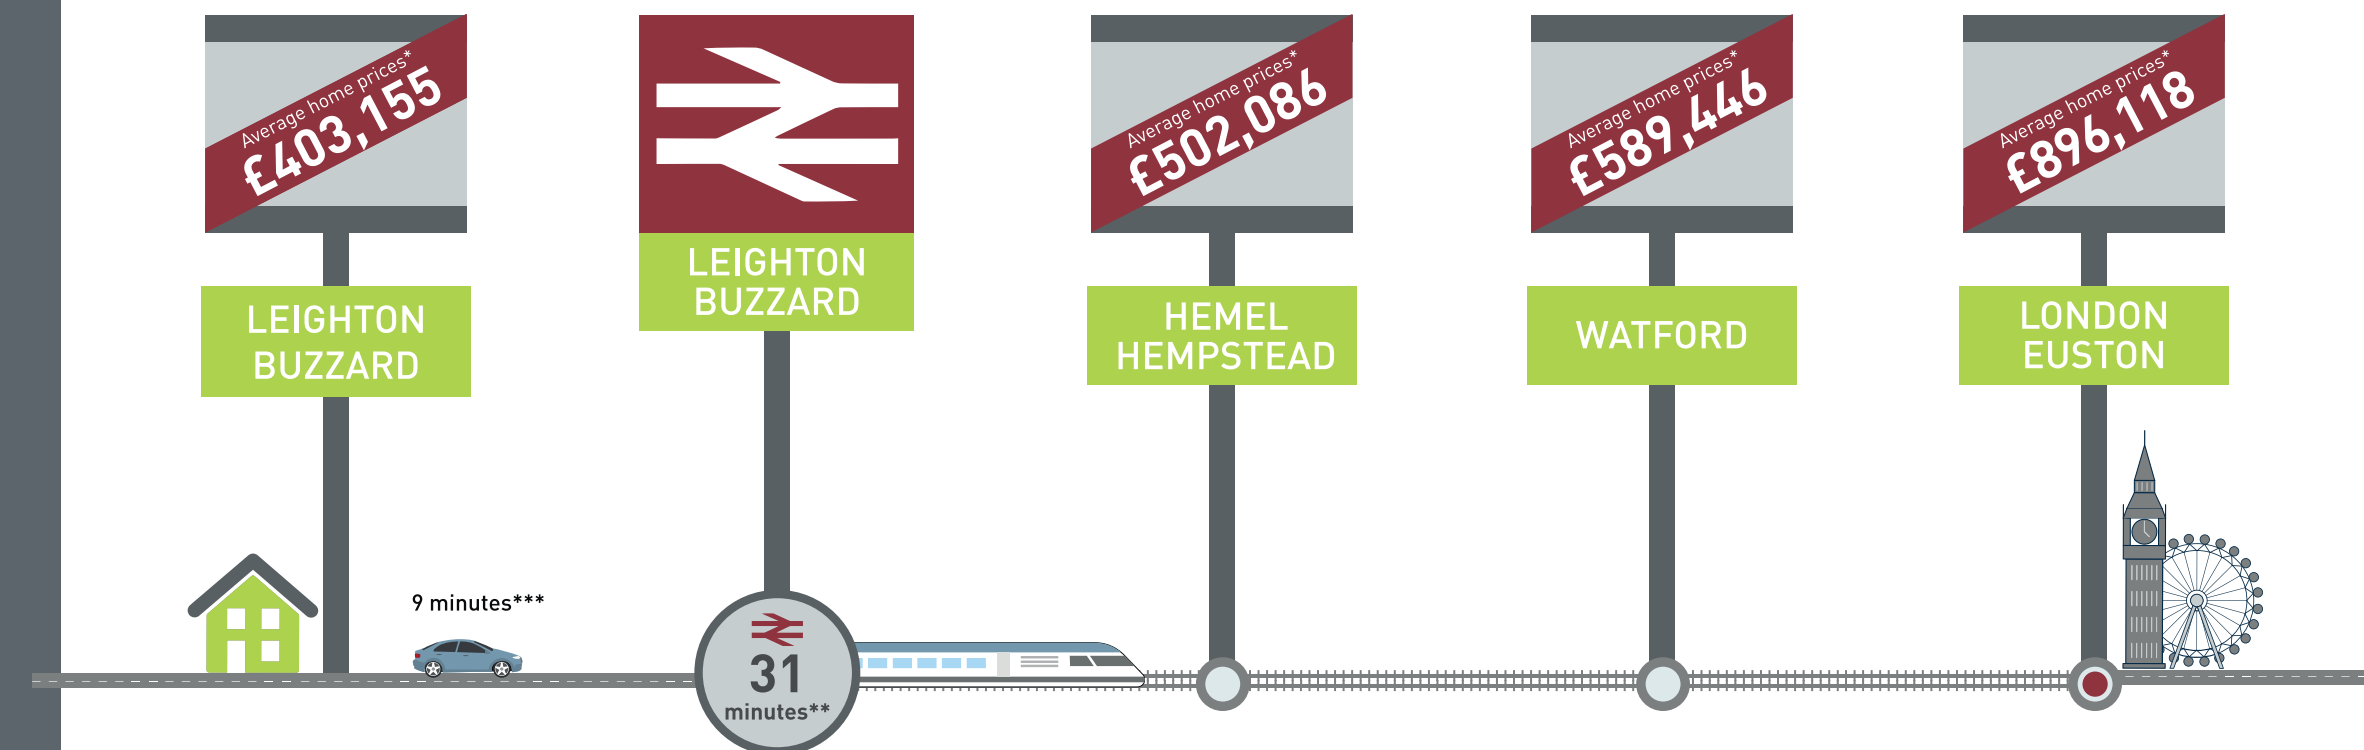 Average home prices*
£403,155
LEIGHTON
BUZZARD
9 minutes***
LEIGHTON
BUZZARD
31
minutes**
Average home prices*
£502,086
HEMEL
HEMPSTEAD
Average home prices*
£589,446
WATFORD
Average home prices*
£896,118
LONDON
EUSTON